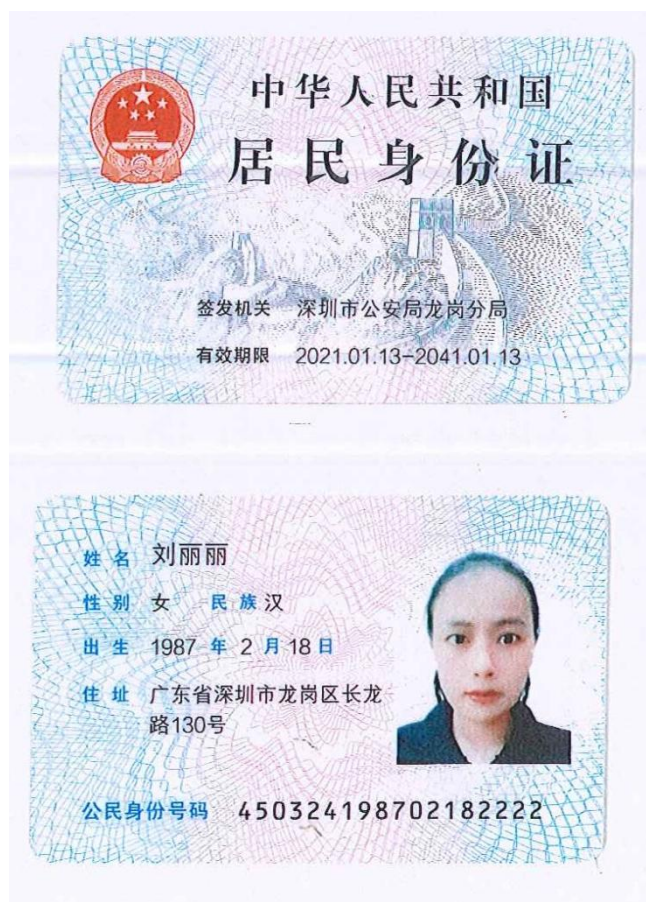 中华人民共和国
居民身份证
签发机关 深圳市公安局龙岗分局
有效期限 2021.01.13-2041.01.13
姓名 刘丽丽
性别 女 民族 汉
出生 1987 年 2 月 18 日
住址 广东省深圳市龙岗区长龙
路130号
公民身份号码 450324198702182222